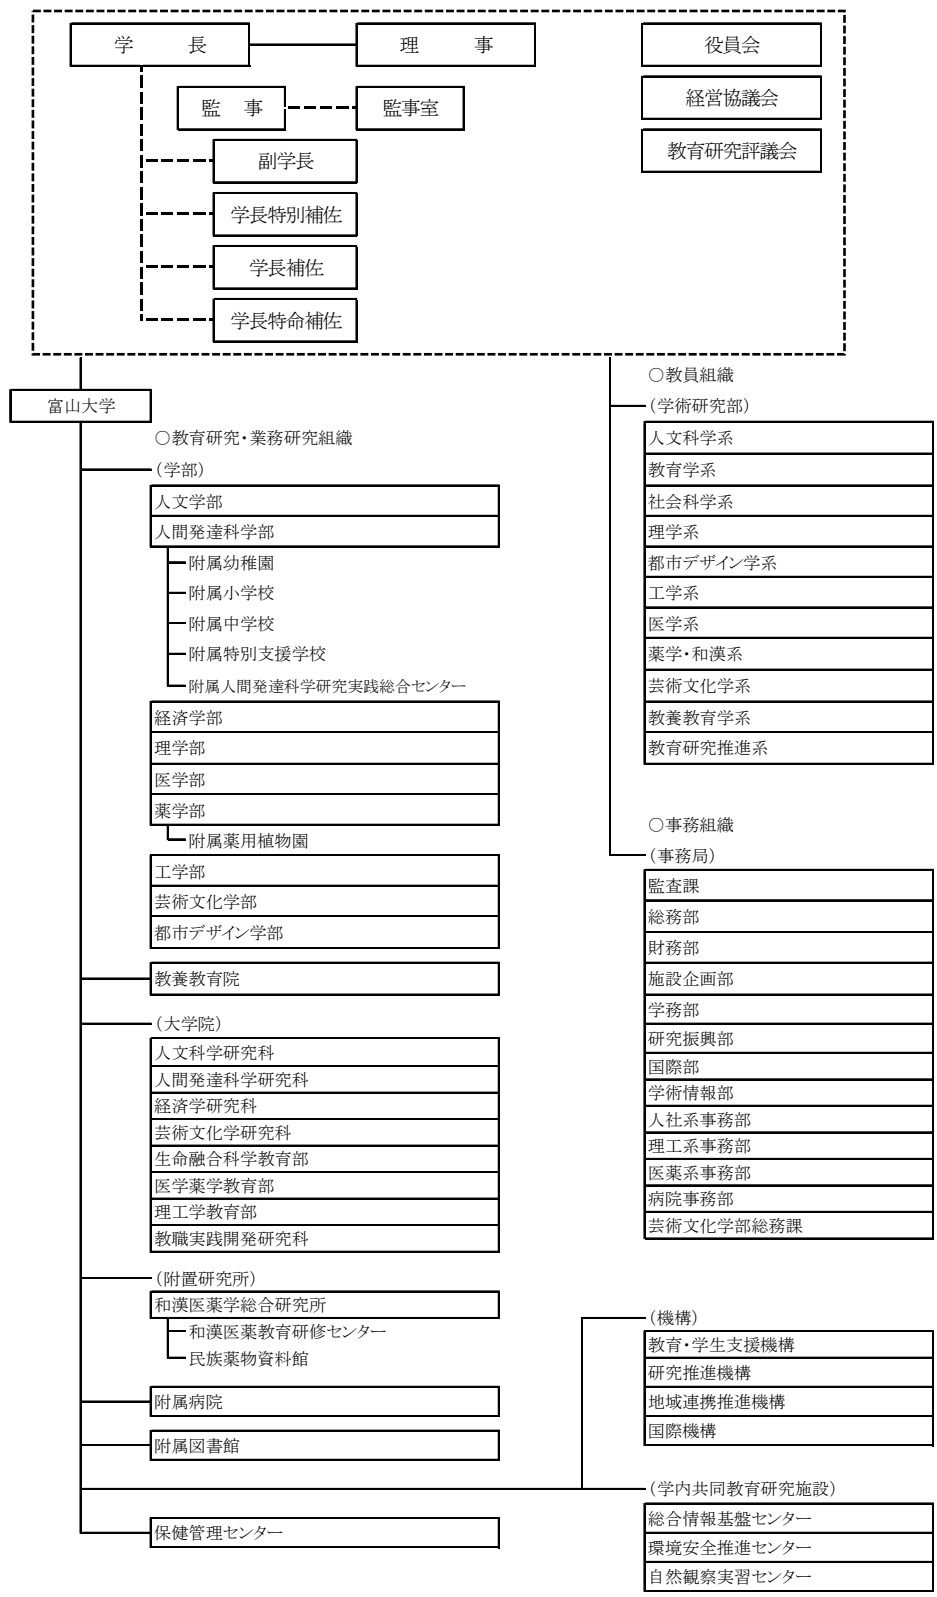 学　　長
理　　事
役員会
監　事
監事室
経営協議会
副学長
教育研究評議会
学長特別補佐
学長補佐
学長特命補佐
富山大学
○教育研究・業務研究組織
（学部）
人文学部
人間発達科学部
附属幼稚園
附属小学校
附属中学校
附属特別支援学校
附属人間発達科学研究実践総合センター
経済学部
理学部
医学部
薬学部
附属薬用植物園
工学部
芸術文化学部
都市デザイン学部
教養教育院
（大学院）
人文科学研究科
人間発達科学研究科
経済学研究科
芸術文化学研究科
生命融合科学教育部
医学薬学教育部
理工学教育部
教職実践開発研究科
（附置研究所）
和漢医薬学総合研究所
和漢医薬教育研修センター
民族薬物資料館
附属病院
附属図書館
保健管理センター
○教員組織
（学術研究部）
人文科学系
教育学系
社会科学系
理学系
都市デザイン学系
工学系
医学系
薬学・和漢系
芸術文化学系
教養教育学系
教育研究推進系
○事務組織
（事務局）
監査課
総務部
財務部
施設企画部
学務部
研究振興部
国際部
学術情報部
人社系事務部
理工系事務部
医薬系事務部
病院事務部
芸術文化学部総務課
（機構）
教育・学生支援機構
研究推進機構
地域連携推進機構
国際機構
（学内共同教育研究施設）
総合情報基盤センター
環境安全推進センター
自然観察実習センター